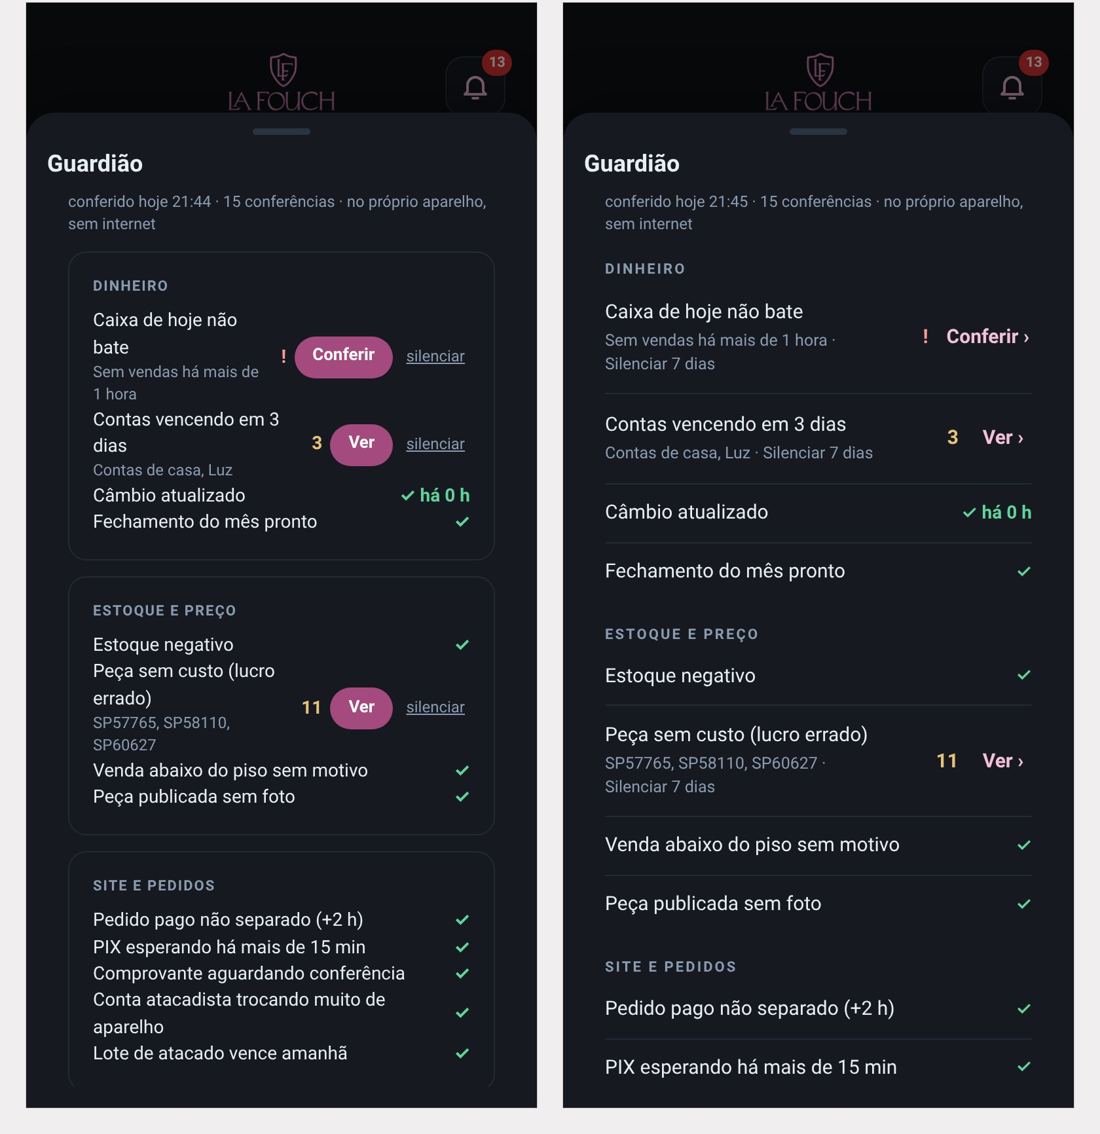 LA FOUCH
13
Guardião
conferido hoje 21:44 · 15 conferências · no próprio aparelho,
sem internet
DINHEIRO
Caixa de hoje não
bate
Sem vendas há mais de
1 hora
! Conferir silenciar
Contas vencendo em 3
dias
Contas de casa, Luz
3 Ver silenciar
Câmbio atualizado ✓ há 0 h
Fechamento do mês pronto ✓
ESTOQUE E PREÇO
Estoque negativo ✓
Peça sem custo (lucro
errado)
SP57765, SP58110,
SP60627
11 Ver silenciar
Venda abaixo do piso sem motivo ✓
Peça publicada sem foto ✓
SITE E PEDIDOS
Pedido pago não separado (+2 h) ✓
PIX esperando há mais de 15 min ✓
Comprovante aguardando conferência ✓
Conta atacadista trocando muito de
aparelho ✓
Lote de atacado vence amanhã ✓
LA FOUCH
13
Guardião
conferido hoje 21:45 · 15 conferências · no próprio aparelho,
sem internet
DINHEIRO
Caixa de hoje não bate
Sem vendas há mais de 1 hora ·
Silenciar 7 dias
! Conferir ›
Contas vencendo em 3 dias
Contas de casa, Luz · Silenciar 7 dias
3 Ver ›
Câmbio atualizado ✓ há 0 h
Fechamento do mês pronto ✓
ESTOQUE E PREÇO
Estoque negativo ✓
Peça sem custo (lucro errado)
SP57765, SP58110, SP60627 ·
Silenciar 7 dias
11 Ver ›
Venda abaixo do piso sem motivo ✓
Peça publicada sem foto ✓
SITE E PEDIDOS
Pedido pago não separado (+2 h) ✓
PIX esperando há mais de 15 min ✓